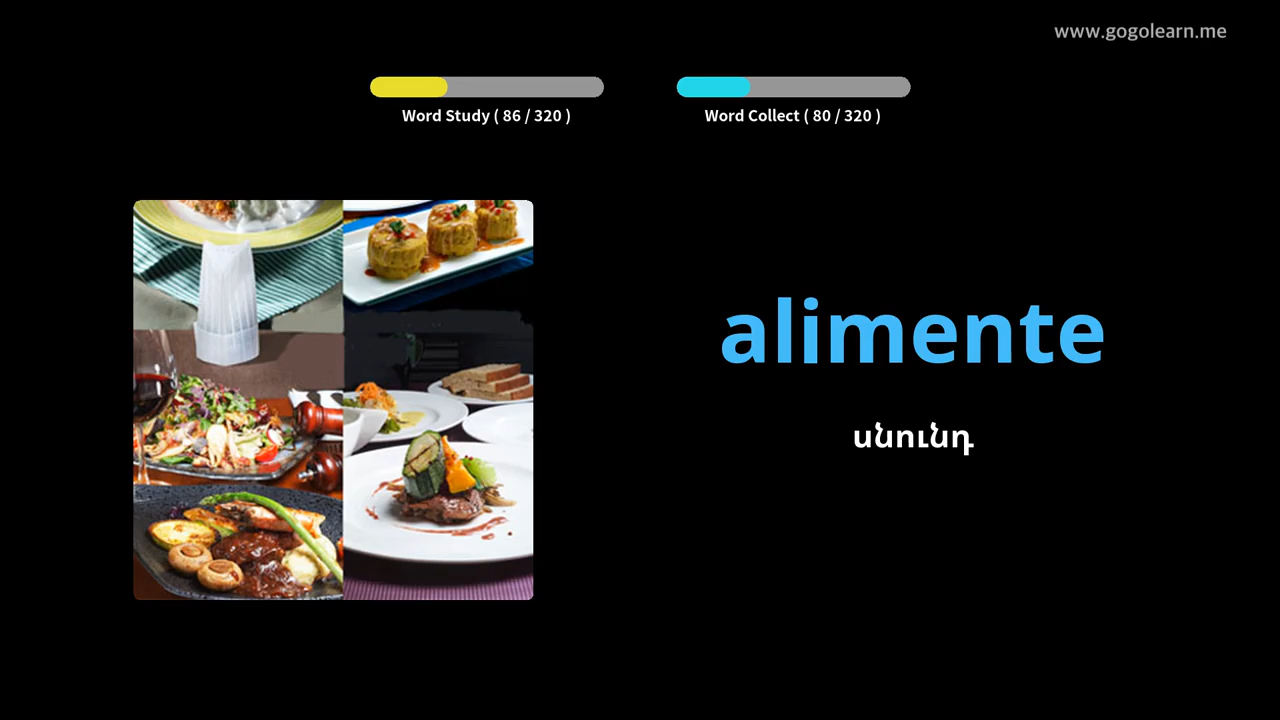 www.gogolearn.me
Word Study ( 86 / 320 )
Word Collect ( 80 / 320 )
alimente
սնունդ